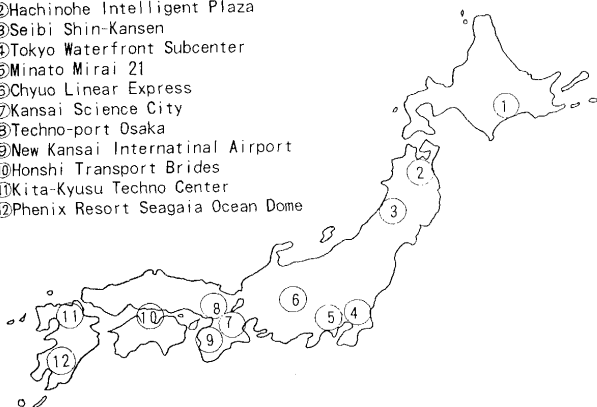 ②Hachinohe Intelligent Plaza
③Seibi Shin-Kansen
④Tokyo Waterfront Subcenter
⑤Minato Mirai 21
⑥Chyuo Linear Express
⑦Kansai Science City
⑧Techno-port Osaka
⑨New Kansai Internatinal Airport
⑩Honshi Transport Brides
⑪Kita-Kyusu Techno Center
⑫Phenix Resort Seagaia Ocean Dome
1
2
3
6
8
7
5
4
11
10
9
12